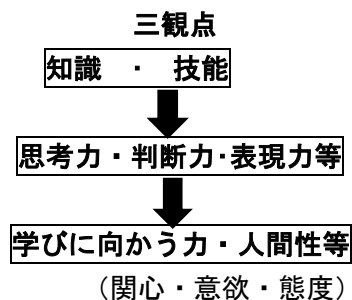 三観点
知識　・　技能
思考力・判断力・表現力等
学びに向かう力・人間性等
（関心・意欲・態度）